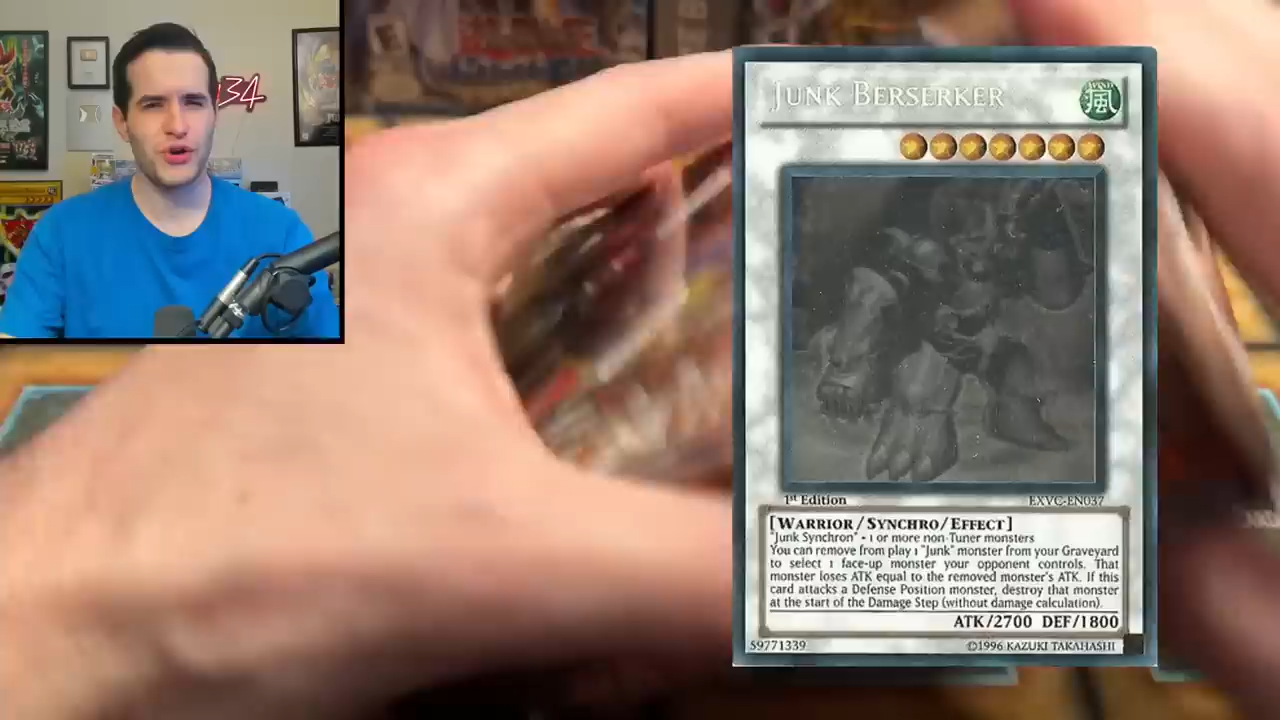 34
JUNK BERSERKER
風
1st Edition
EXVC-EN037
[WARRIOR/SYNCHRO/EFFECT]
"Junk Synchron" + 1 or more non-Tuner monsters
You can remove from play 1 "Junk" monster from your Graveyard
to select 1 face-up monster your opponent controls. That
monster loses ATK equal to the removed monster's ATK. If this
card attacks a Defense Position monster, destroy that monster
at the start of the Damage Step (without damage calculation).
ATK/2700 DEF/1800
59771339
©1996 KAZUKI TAKAHASHI